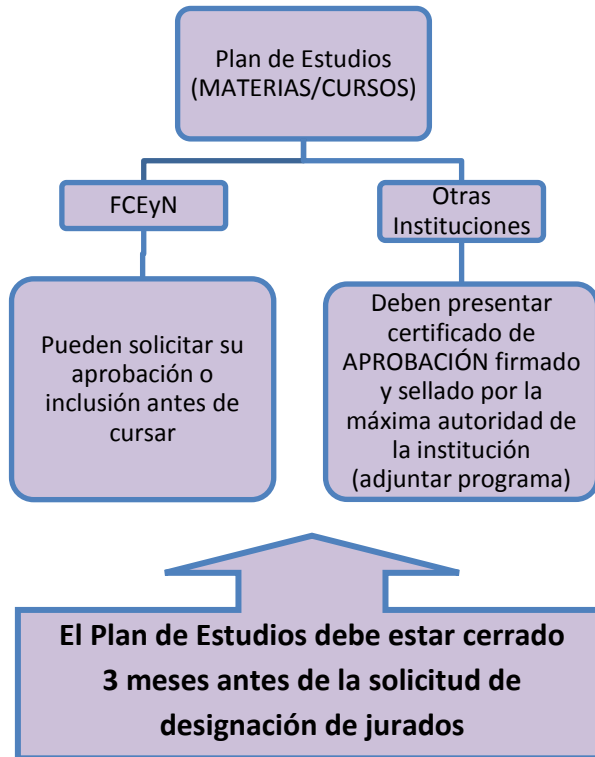 Plan de Estudios
(MATERIAS/CURSOS)
FCEyN
Otras
Instituciones
Pueden solicitar su
aprobación o
inclusión antes de
cursar
Deben presentar
certificado de
APROBACIÓN firmado
y sellado por la
máxima autoridad de
la institución
(adjuntar programa)
El Plan de Estudios debe estar cerrado
3 meses antes de la solicitud de
designación de jurados